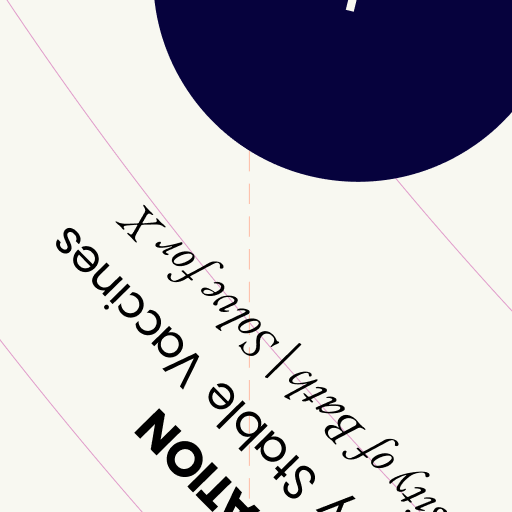 ATION
y Stable Vaccines
sity of Bath | Solve for X